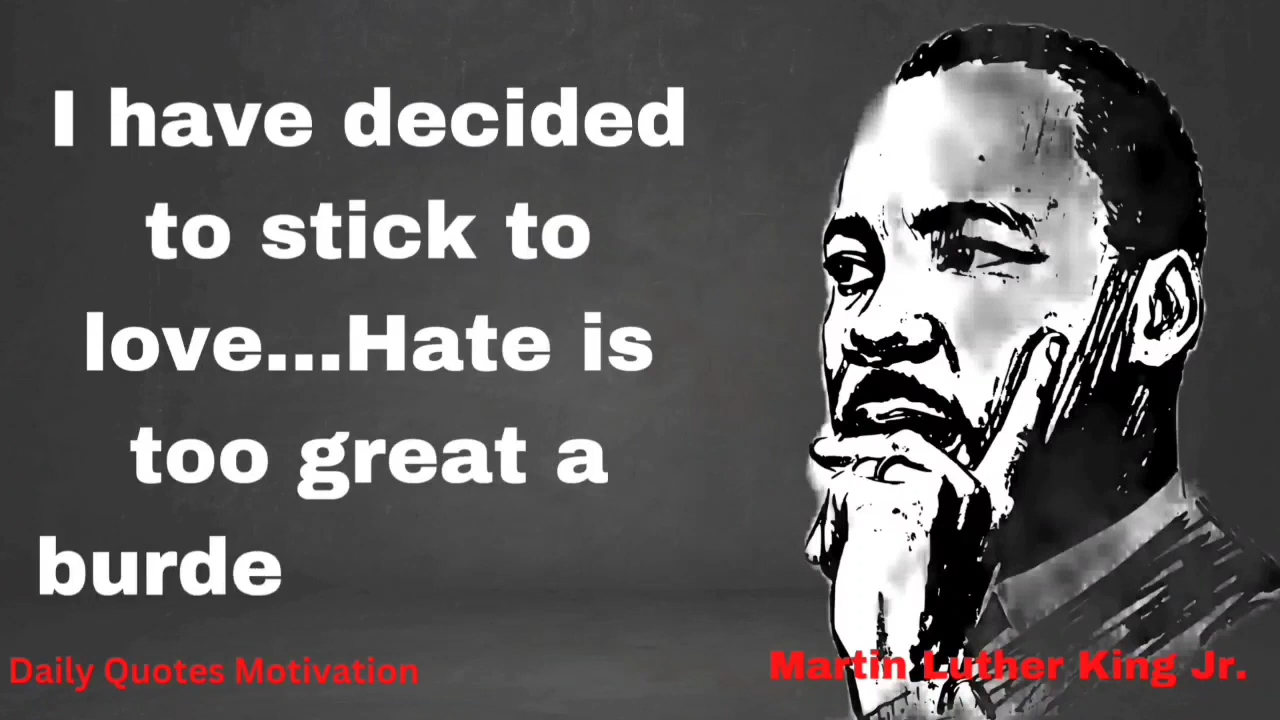 I have decided
to stick to
love...Hate is
too great a
burde
Daily Quotes Motivation
Martin Luther King Jr.